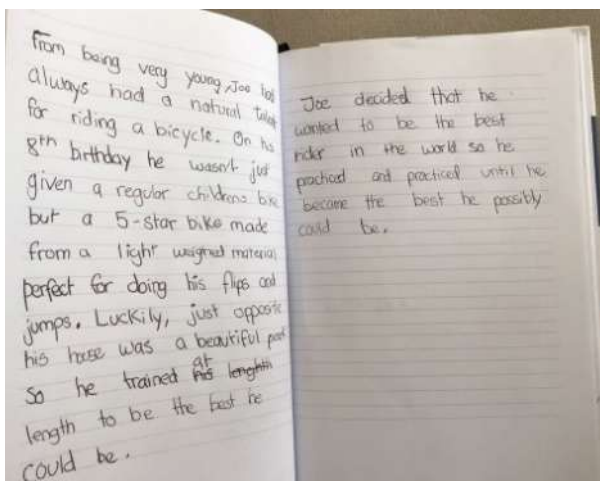 From being very young, Joe had
always had a natural talent
for riding a bicycle. On his
8th birthday he wasn't just
given a regular childrens bike
but a 5-star bike made
from a light weighed material
perfect for doing his flips and
jumps. Luckily, just opposite
his house was a beautiful park
so he trained at his lenghth
length to be the best he
could be.
Joe decided that he
wanted to be the best
rider in the world so he
practiced and practiced until he
became the best he possibly
could be.